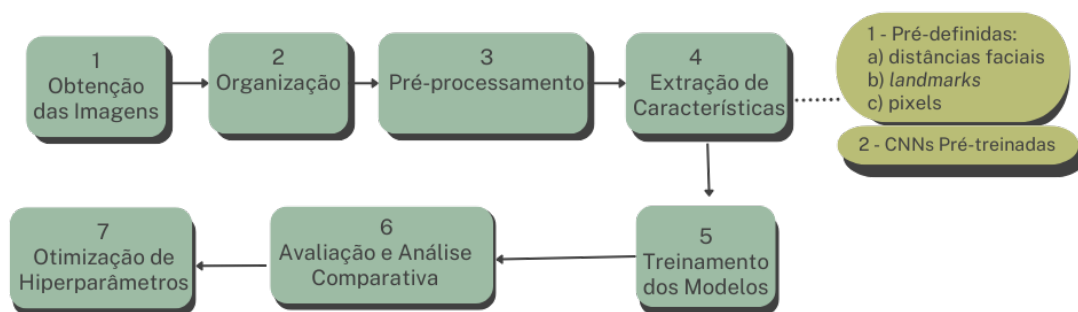 1
Obtenção
das Imagens
2
Organização
3
Pré-processamento
4
Extração de
Características
1 - Pré-definidas:
a) distâncias faciais
b) landmarks
c) pixels
2 - CNNs Pré-treinadas
5
Treinamento
dos Modelos
6
Avaliação e Análise
Comparativa
7
Otimização de
Hiperparâmetros